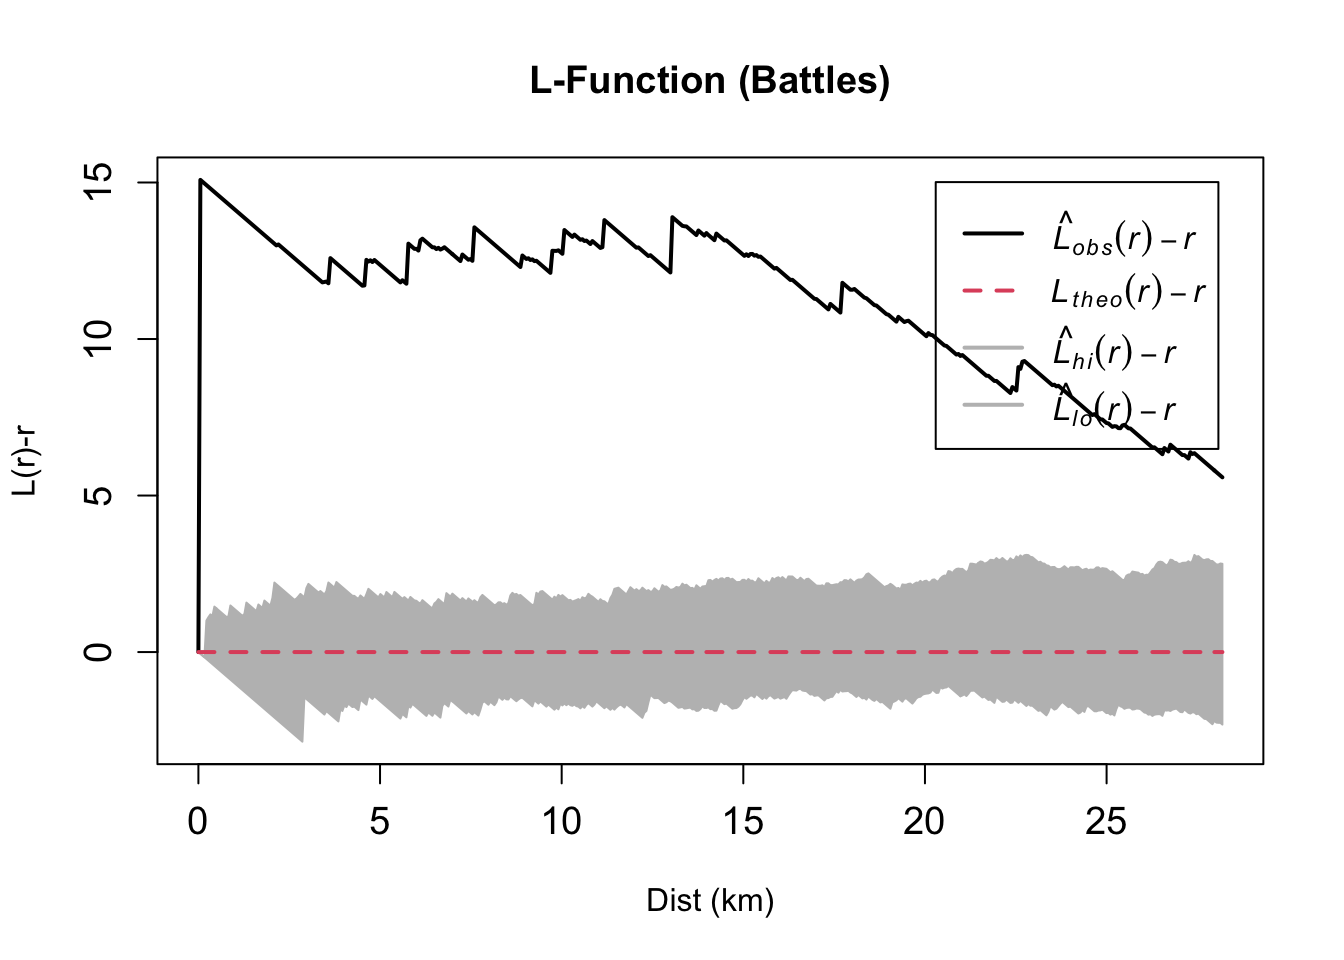 L-Function (Battles)
L(r)-r
15
10
5
0
L̂obs(r) – r
Ltheo(r) – r
L̂hi(r) – r
L̂lo(r) – r
0 5 10 15 20 25
Dist (km)